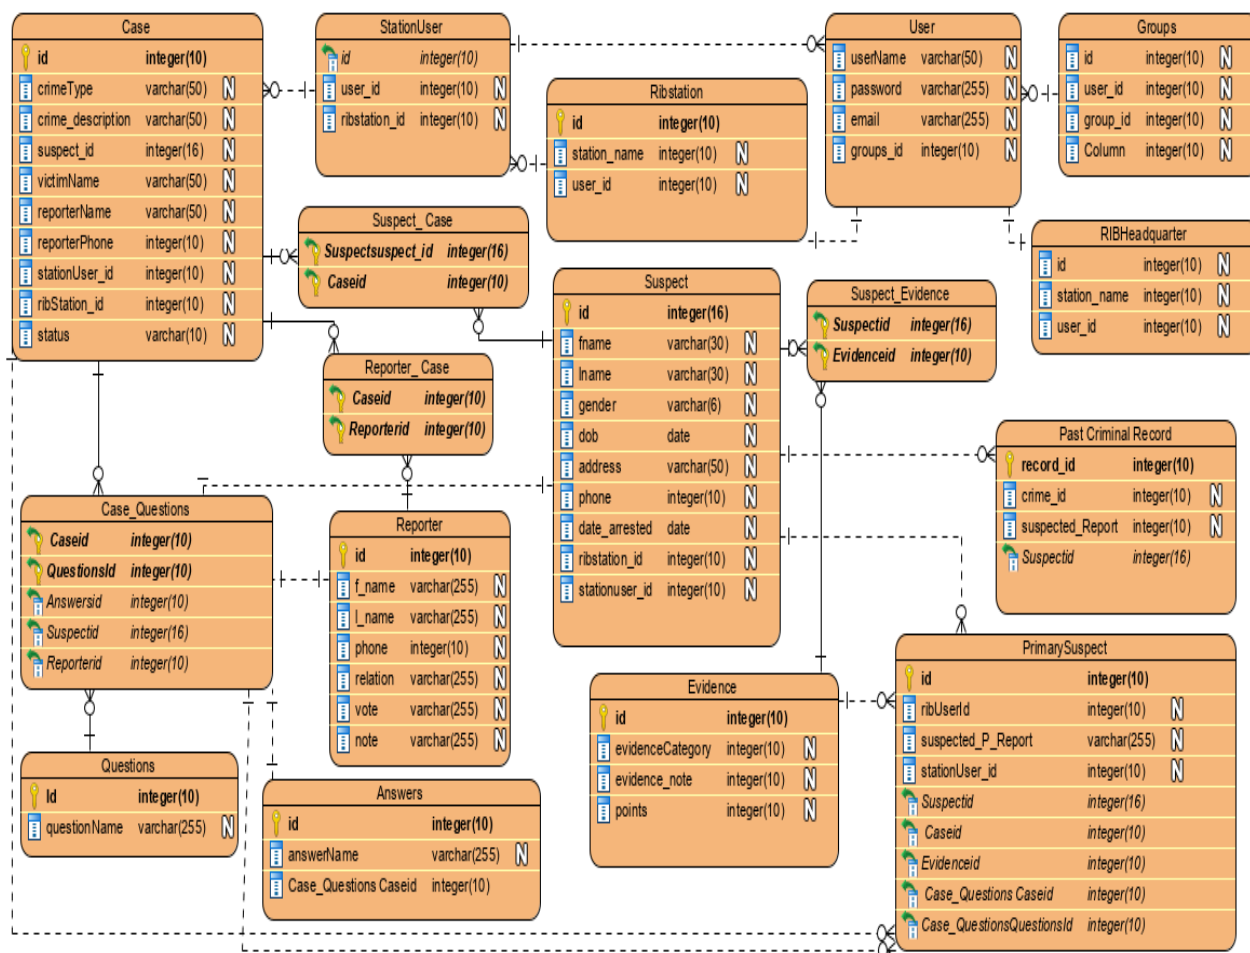 Case
id integer(10)
crimeType varchar(50) N
crime_description varchar(50) N
suspect_id integer(16) N
victimName varchar(50) N
reporterName varchar(50) N
reporterPhone integer(10) N
stationUser_id integer(10) N
ribStation_id integer(10) N
status varchar(10) N
StationUser
id integer(10)
user_id integer(10) N
ribstation_id integer(10) N
Ribstation
id integer(10)
station_name integer(10) N
user_id integer(10) N
User
userName varchar(50) N
password varchar(255) N
email varchar(255) N
groups_id integer(10) N
Groups
id integer(10) N
user_id integer(10) N
group_id integer(10) N
Column integer(10) N
RIBHeadquarter
id integer(10) N
station_name integer(10) N
user_id integer(10) N
Suspect_Case
Suspectsuspect_id integer(16)
Caseid integer(10)
Suspect
id integer(16)
fname varchar(30) N
lname varchar(30) N
gender varchar(6) N
dob date N
address varchar(50) N
phone integer(10) N
date_arrested date N
ribstation_id integer(10) N
stationuser_id integer(10) N
Suspect_Evidence
Suspectid integer(16)
Evidenceid integer(10)
Reporter_Case
Caseid integer(10)
Reporterid integer(10)
Past Criminal Record
record_id integer(10)
crime_id integer(10) N
suspected_Report integer(10) N
Suspectid integer(16)
Case_Questions
Caseid integer(10)
QuestionsId integer(10)
Answersid integer(10)
Suspectid integer(16)
Reporterid integer(10)
Reporter
id integer(10)
f_name varchar(255) N
l_name varchar(255) N
phone integer(10) N
relation varchar(255) N
vote varchar(255) N
note varchar(255) N
PrimarySuspect
id integer(10)
ribUserId integer(10) N
suspected_P_Report varchar(255) N
stationUser_id integer(10) N
Suspectid integer(16)
Caseid integer(10)
Evidenceid integer(10)
Case_Questions Caseid integer(10)
Case_QuestionsQuestionsId integer(10)
Evidence
id integer(10)
evidenceCategory integer(10) N
evidence_note integer(10) N
points integer(10) N
Questions
Id integer(10)
questionName varchar(255) N
Answers
id integer(10)
answerName varchar(255) N
Case_Questions Caseid integer(10)